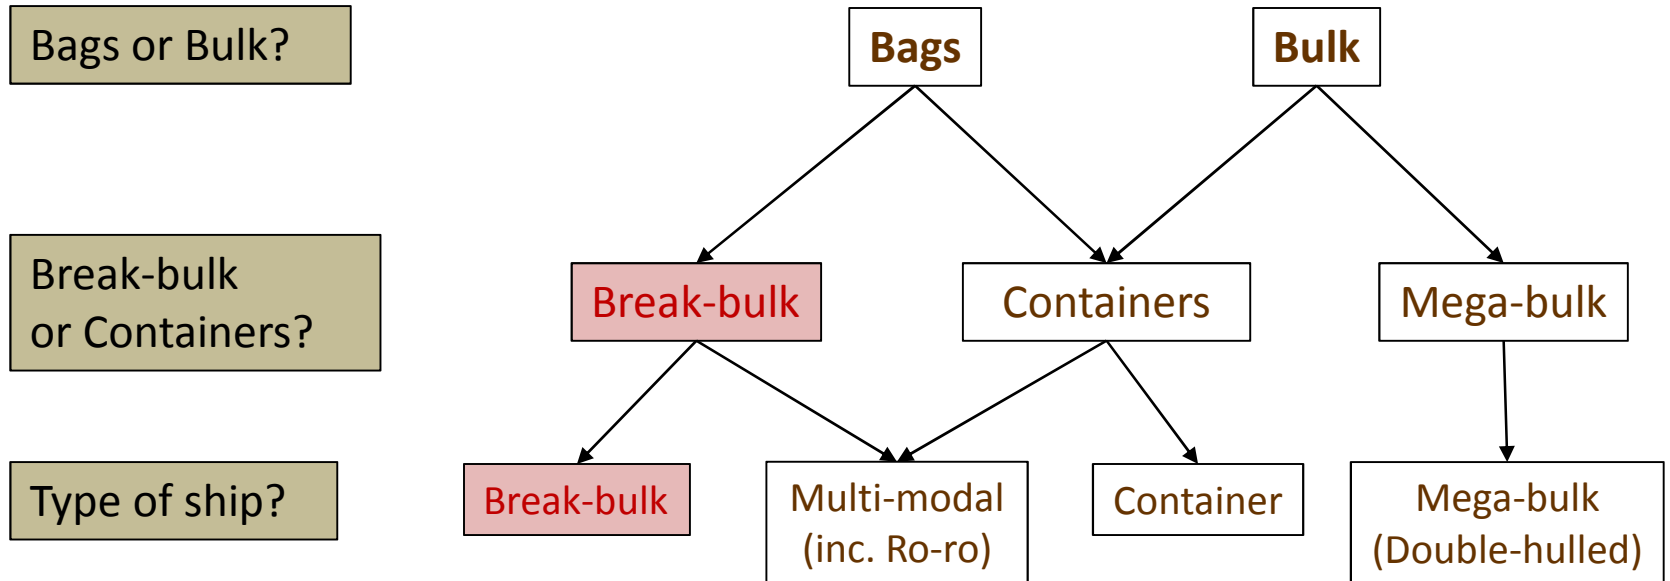 Bags or Bulk?
Bags
Bulk
Break-bulk
or Containers?
Break-bulk
Containers
Mega-bulk
Type of ship?
Break-bulk
Multi-modal
(inc. Ro-ro)
Container
Mega-bulk
(Double-hulled)